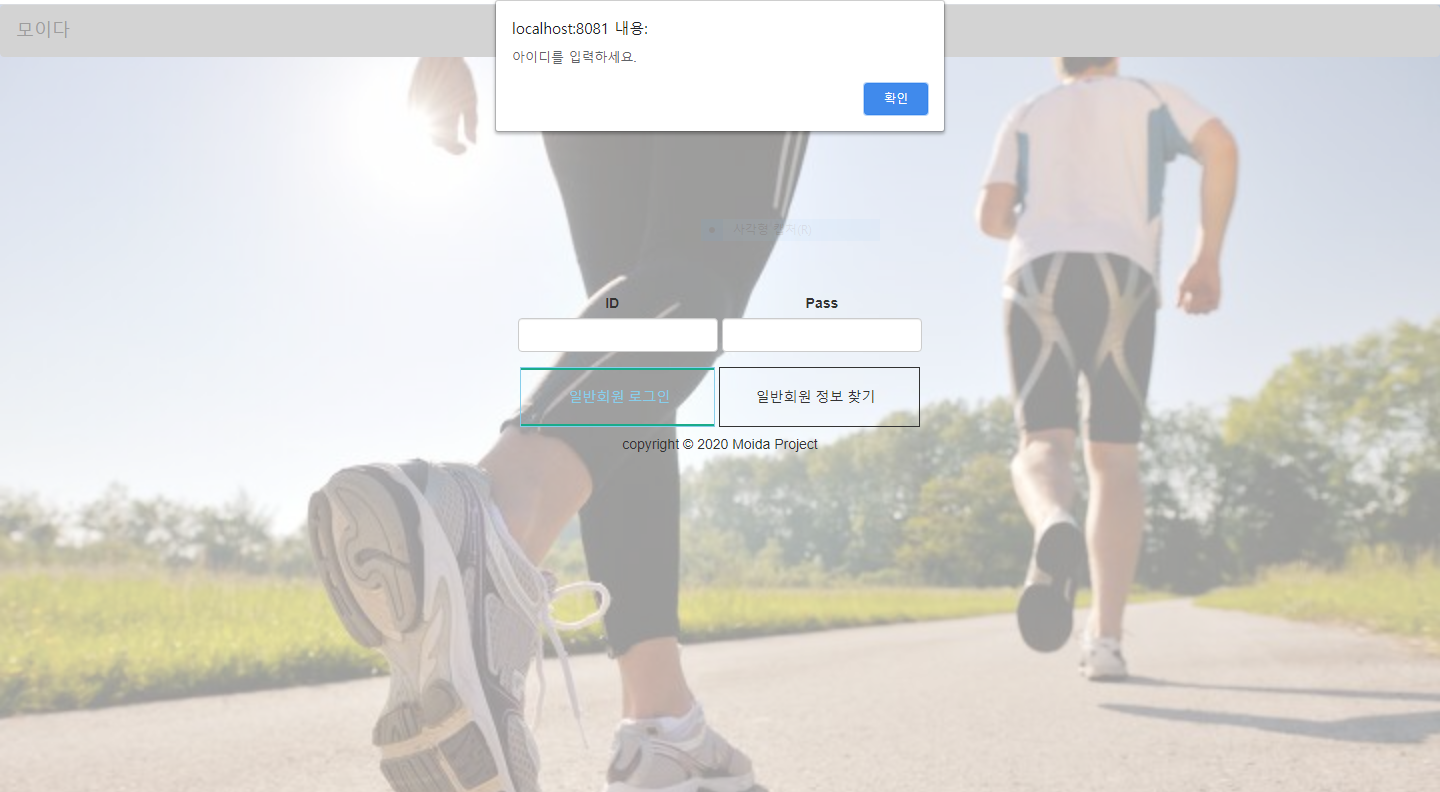 모이다
localhost:8081 내용:
아이디를 입력하세요.
확인
사각형 캡처(R)
ID Pass
일반회원 로그인 일반회원 정보 찾기
copyright © 2020 Moida Project